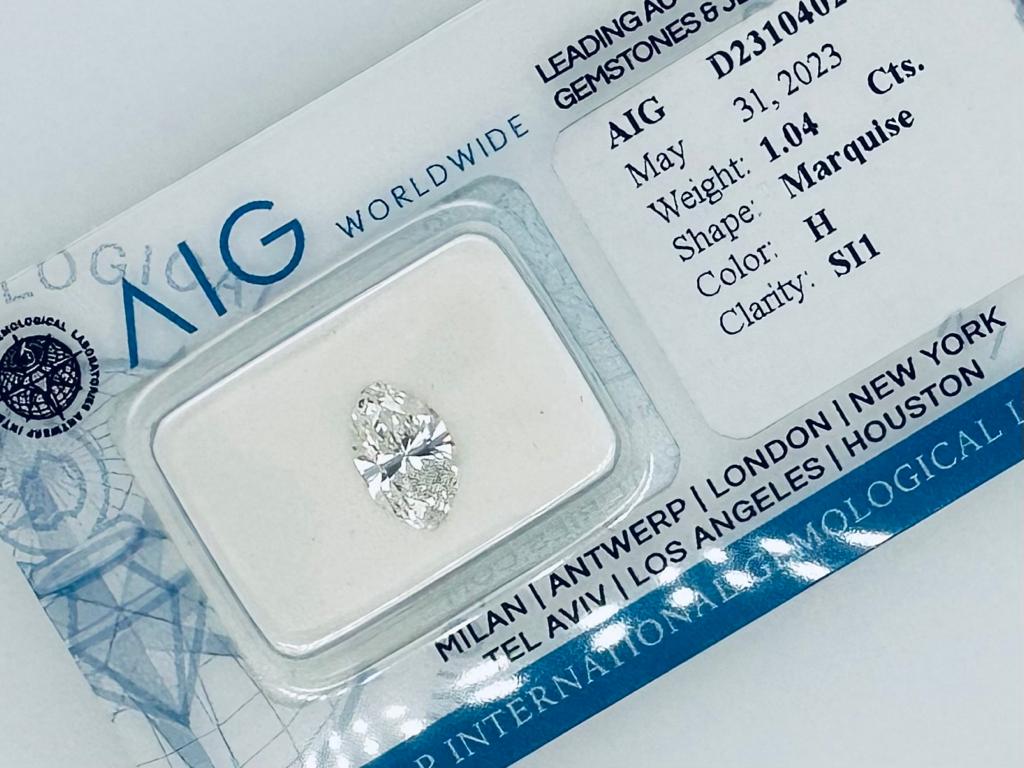 LEADING
GEMSTONES &
AIG D2310402
May 31, 2023
Weight: 1.04 Cts.
Shape: Marquise
Color: H
Clarity: SI1
LOGIC
AIG WORLDWIDE
MILAN | ANTWERP | LONDON | NEW YORK
TEL AVIV | LOS ANGELES | HOUSTON
P INTERNATIONAL GEMOLOGICAL L